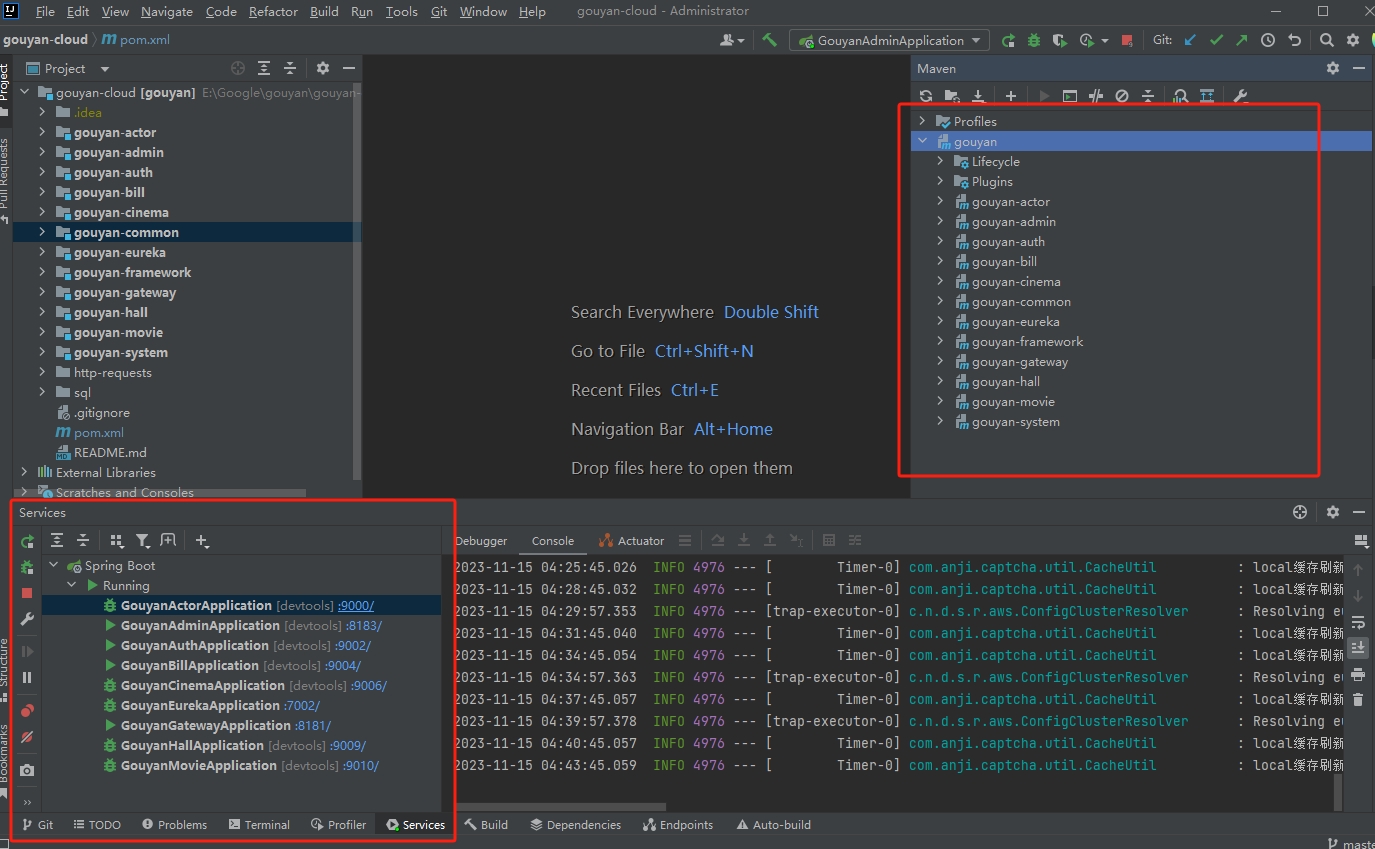 File Edit View Navigate Code Refactor Build Run Tools Git Window Help gouyan-cloud - Administrator
gouyan-cloud pom.xml GouyanAdminApplication Git:
Project
Project
Pull Requests
gouyan-cloud [gouyan] E:\Google\gouyan\gouyan-
.idea
gouyan-actor
gouyan-admin
gouyan-auth
gouyan-bill
gouyan-cinema
gouyan-common
gouyan-eureka
gouyan-framework
gouyan-gateway
gouyan-hall
gouyan-movie
gouyan-system
http-requests
sql
.gitignore
pom.xml
README.md
External Libraries
Scratches and Consoles
Search Everywhere Double Shift
Go to File Ctrl+Shift+N
Recent Files Ctrl+E
Navigation Bar Alt+Home
Drop files here to open them
Maven
Profiles
gouyan
Lifecycle
Plugins
gouyan-actor
gouyan-admin
gouyan-auth
gouyan-bill
gouyan-cinema
gouyan-common
gouyan-eureka
gouyan-framework
gouyan-gateway
gouyan-hall
gouyan-movie
gouyan-system
Services
Structure
Bookmarks
Spring Boot
Running
GouyanActorApplication [devtools] :9000/
GouyanAdminApplication [devtools] :8183/
GouyanAuthApplication [devtools] :9002/
GouyanBillApplication [devtools] :9004/
GouyanCinemaApplication [devtools] :9006/
GouyanEurekaApplication :7002/
GouyanGatewayApplication :8181/
GouyanHallApplication [devtools] :9009/
GouyanMovieApplication [devtools] :9010/
Debugger Console Actuator
2023-11-15 04:25:45.026 INFO 4976 --- [ Timer-0] com.anji.captcha.util.CacheUtil : local缓存刷新
2023-11-15 04:28:45.032 INFO 4976 --- [ Timer-0] com.anji.captcha.util.CacheUtil : local缓存刷新
2023-11-15 04:29:57.353 INFO 4976 --- [trap-executor-0] c.n.d.s.r.aws.ConfigClusterResolver : Resolving eu
2023-11-15 04:31:45.040 INFO 4976 --- [ Timer-0] com.anji.captcha.util.CacheUtil : local缓存刷新
2023-11-15 04:34:45.054 INFO 4976 --- [ Timer-0] com.anji.captcha.util.CacheUtil : local缓存刷新
2023-11-15 04:34:57.363 INFO 4976 --- [trap-executor-0] c.n.d.s.r.aws.ConfigClusterResolver : Resolving eu
2023-11-15 04:37:45.057 INFO 4976 --- [ Timer-0] com.anji.captcha.util.CacheUtil : local缓存刷新
2023-11-15 04:39:57.378 INFO 4976 --- [trap-executor-0] c.n.d.s.r.aws.ConfigClusterResolver : Resolving eu
2023-11-15 04:40:45.057 INFO 4976 --- [ Timer-0] com.anji.captcha.util.CacheUtil : local缓存刷新
2023-11-15 04:43:45.059 INFO 4976 --- [ Timer-0] com.anji.captcha.util.CacheUtil : local缓存刷新
Git TODO Problems Terminal Profiler Services Build Dependencies Endpoints Auto-build
maste